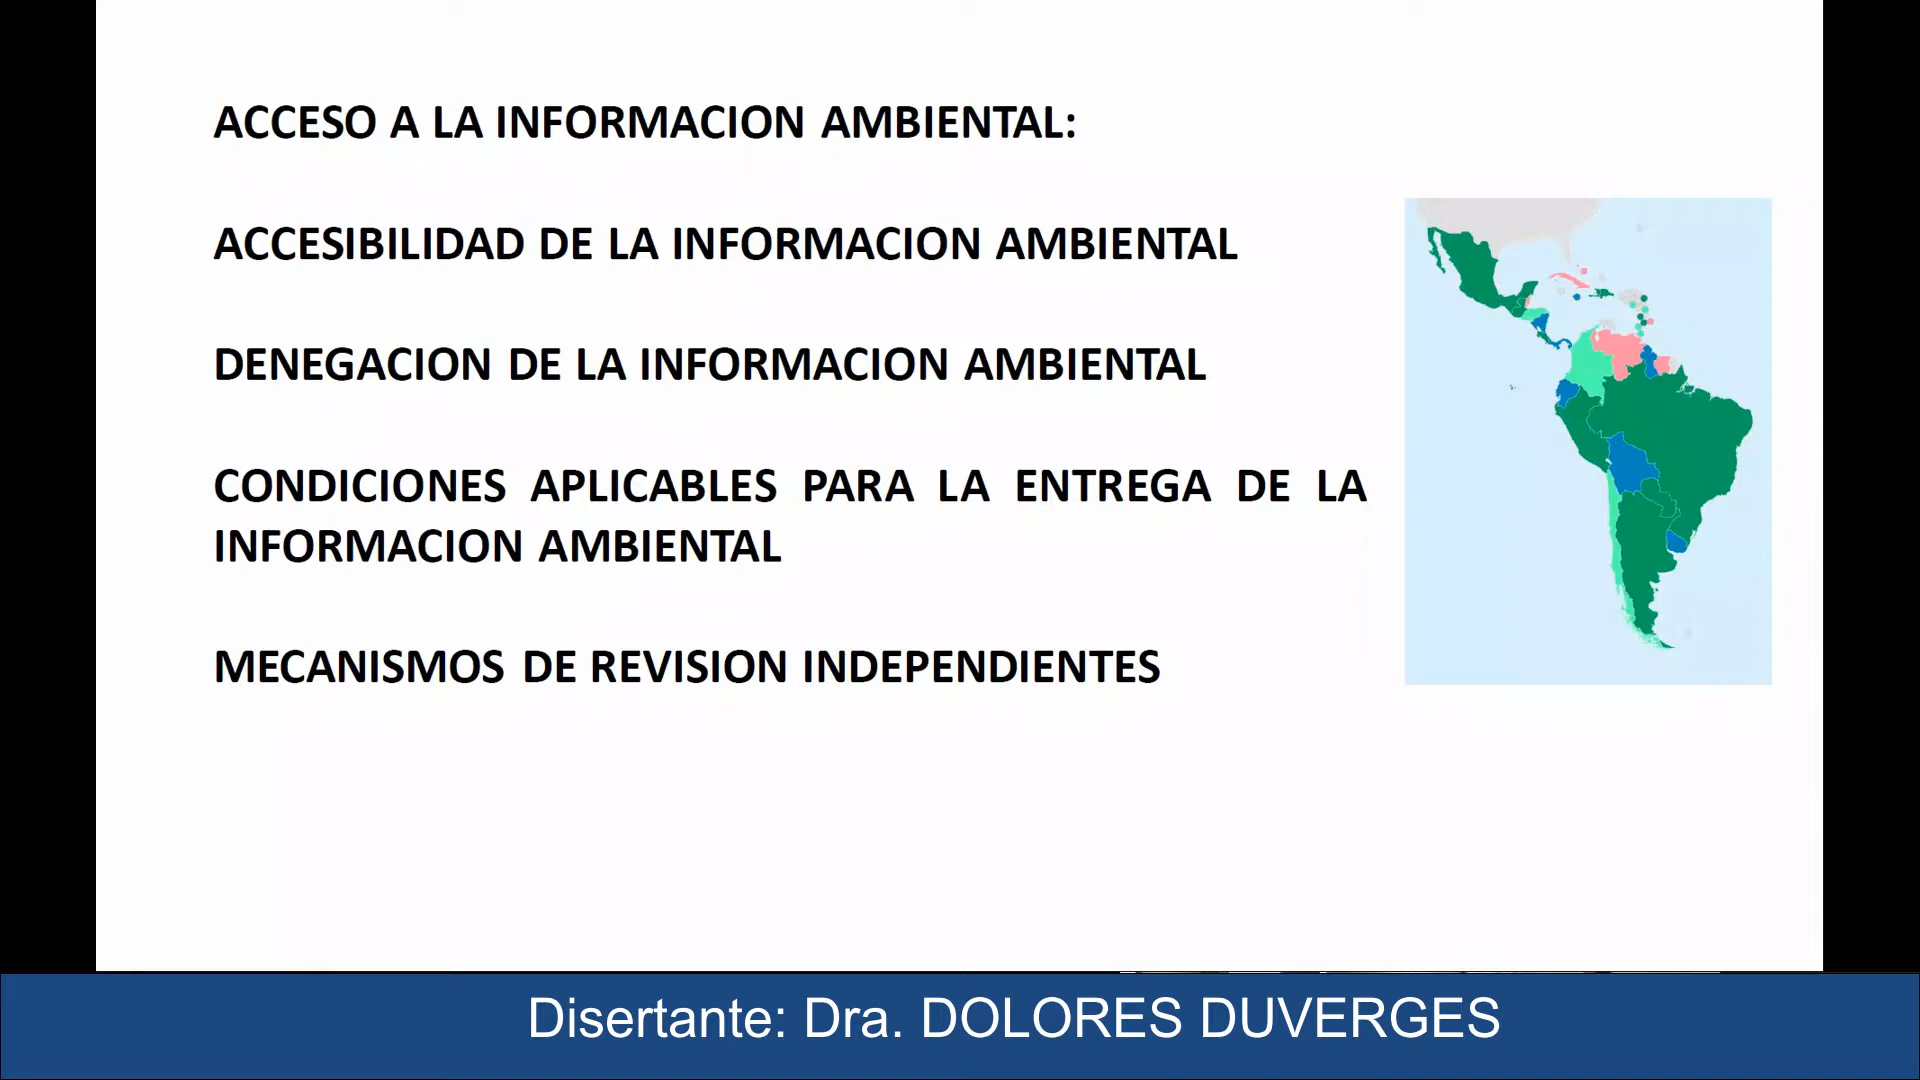 ACCESO A LA INFORMACION AMBIENTAL:
ACCESIBILIDAD DE LA INFORMACION AMBIENTAL
DENEGACION DE LA INFORMACION AMBIENTAL
CONDICIONES APLICABLES PARA LA ENTREGA DE LA
INFORMACION AMBIENTAL
MECANISMOS DE REVISION INDEPENDIENTES
Disertante: Dra. DOLORES DUVERGES